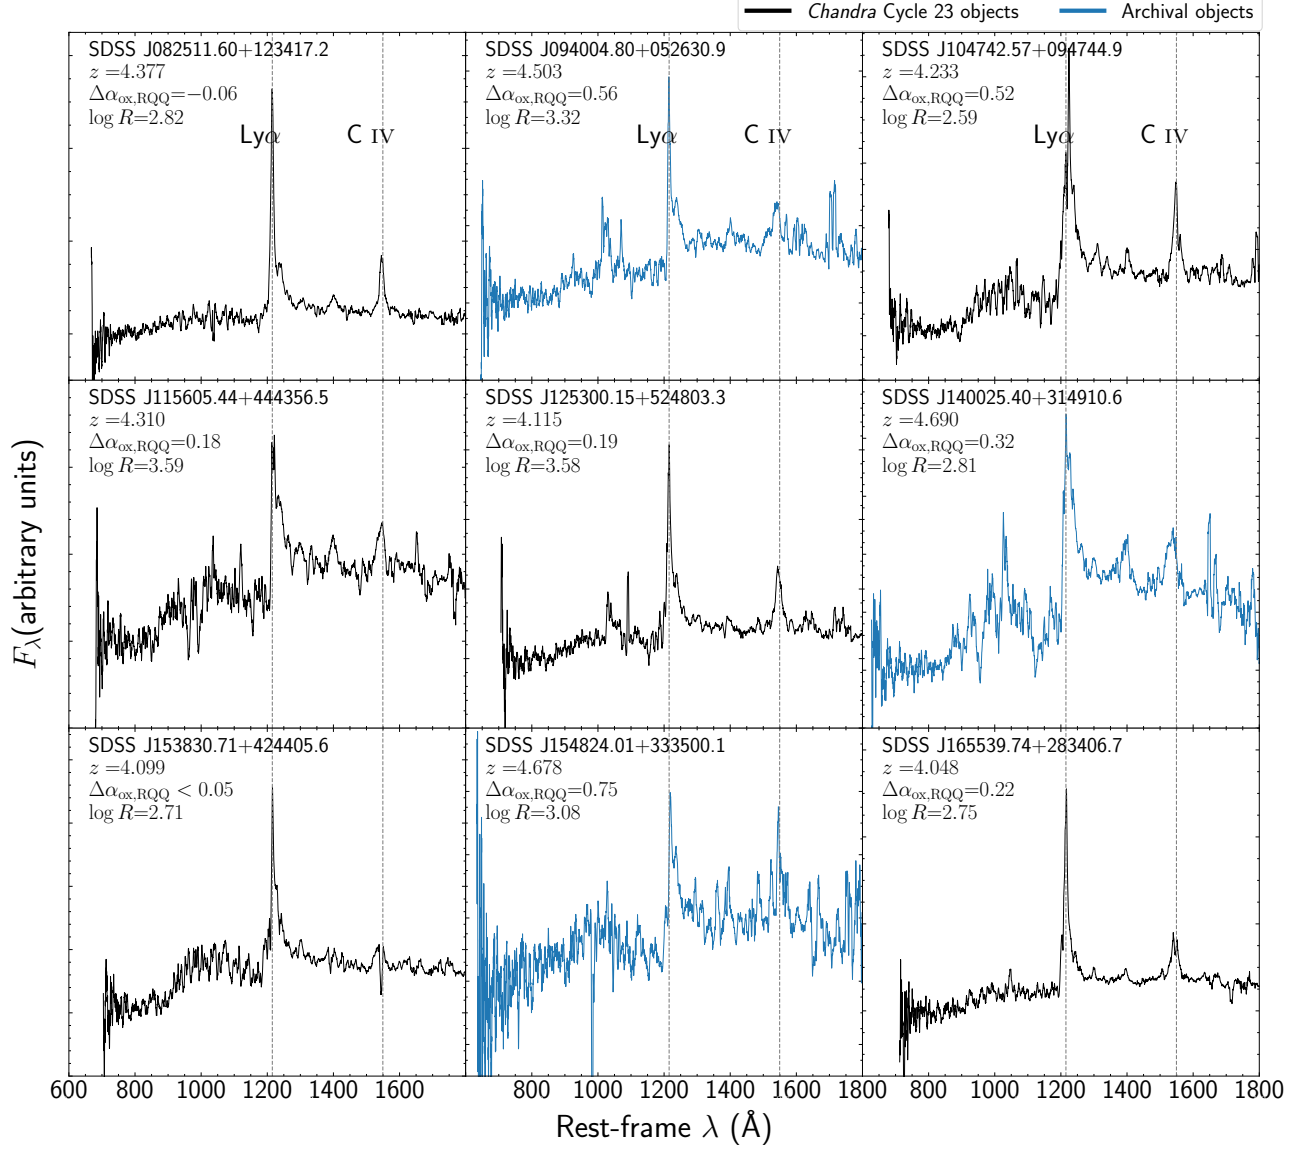 Chandra Cycle 23 objects Archival objects
SDSS J082511.60+123417.2
z =4.377
Δα_ox,RQQ=−0.06
log R=2.82
Lyα C IV
SDSS J094004.80+052630.9
z =4.503
Δα_ox,RQQ=0.56
log R=3.32
Lyα C IV
SDSS J104742.57+094744.9
z =4.233
Δα_ox,RQQ=0.52
log R=2.59
Lyα C IV
SDSS J115605.44+444356.5
z =4.310
Δα_ox,RQQ=0.18
log R=3.59
SDSS J125300.15+524803.3
z =4.115
Δα_ox,RQQ=0.19
log R=3.58
SDSS J140025.40+314910.6
z =4.690
Δα_ox,RQQ=0.32
log R=2.81
SDSS J153830.71+424405.6
z =4.099
Δα_ox,RQQ < 0.05
log R=2.71
SDSS J154824.01+333500.1
z =4.678
Δα_ox,RQQ=0.75
log R=3.08
SDSS J165539.74+283406.7
z =4.048
Δα_ox,RQQ=0.22
log R=2.75
F_λ(arbitrary units)
600 800 1000 1200 1400 1600 800 1000 1200 1400 1600 1800 800 1000 1200 1400 1600 1800
Rest-frame λ (Å)